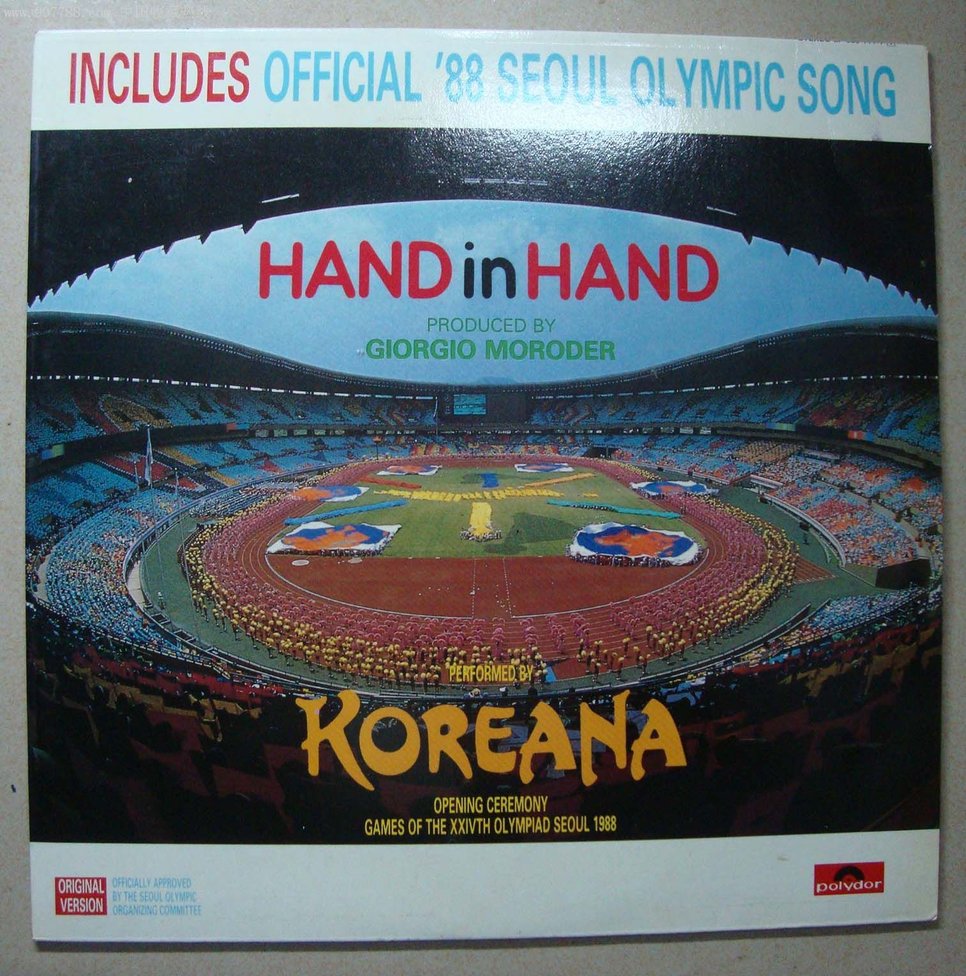 INCLUDES OFFICIAL '88 SEOUL OLYMPIC SONG
HAND in HAND
PRODUCED BY
GIORGIO MORODER
PERFORMED BY
KOREANA
OPENING CEREMONY
GAMES OF THE XXIVTH OLYMPIAD SEOUL 1988
ORIGINAL
VERSION
OFFICIALLY APPROVED
BY THE SEOUL OLYMPIC
ORGANIZING COMMITTEE
polydor